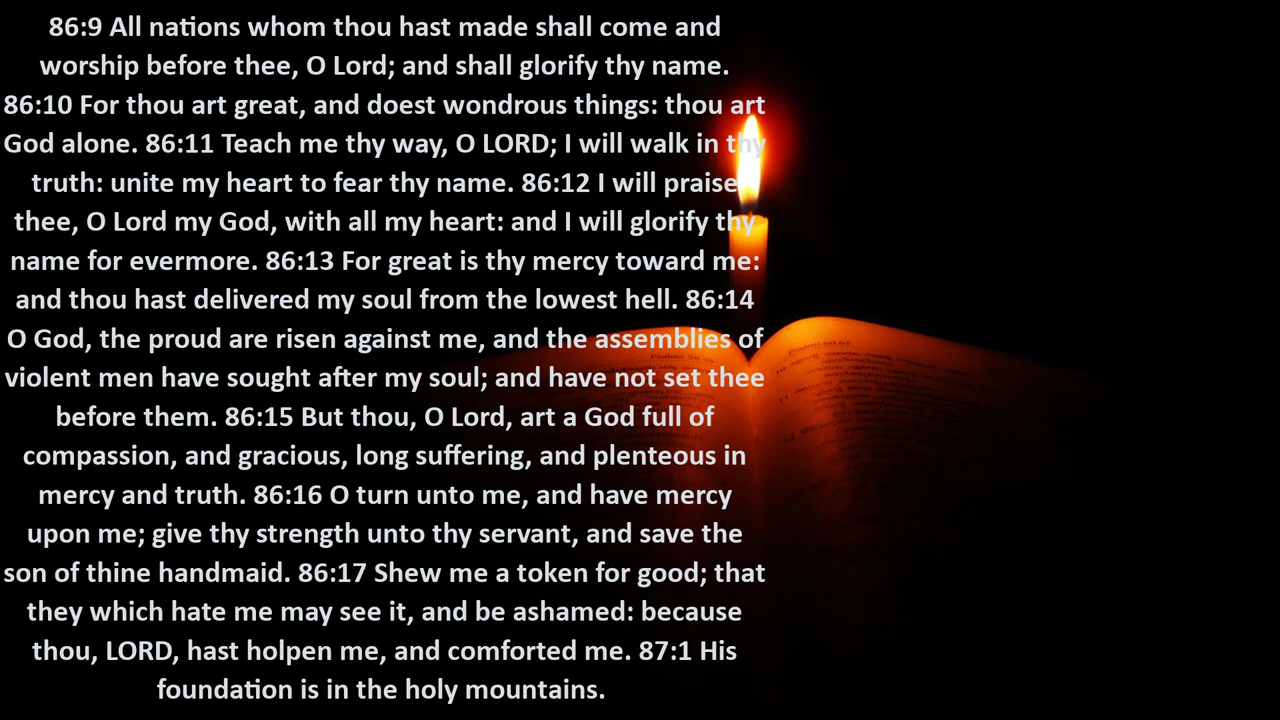 86:9 All nations whom thou hast made shall come and
worship before thee, O Lord; and shall glorify thy name.
86:10 For thou art great, and doest wondrous things: thou art
God alone. 86:11 Teach me thy way, O LORD; I will walk in thy
truth: unite my heart to fear thy name. 86:12 I will praise
thee, O Lord my God, with all my heart: and I will glorify thy
name for evermore. 86:13 For great is thy mercy toward me:
and thou hast delivered my soul from the lowest hell. 86:14
O God, the proud are risen against me, and the assemblies of
violent men have sought after my soul; and have not set thee
before them. 86:15 But thou, O Lord, art a God full of
compassion, and gracious, long suffering, and plenteous in
mercy and truth. 86:16 O turn unto me, and have mercy
upon me; give thy strength unto thy servant, and save the
son of thine handmaid. 86:17 Shew me a token for good; that
they which hate me may see it, and be ashamed: because
thou, LORD, hast holpen me, and comforted me. 87:1 His
foundation is in the holy mountains.